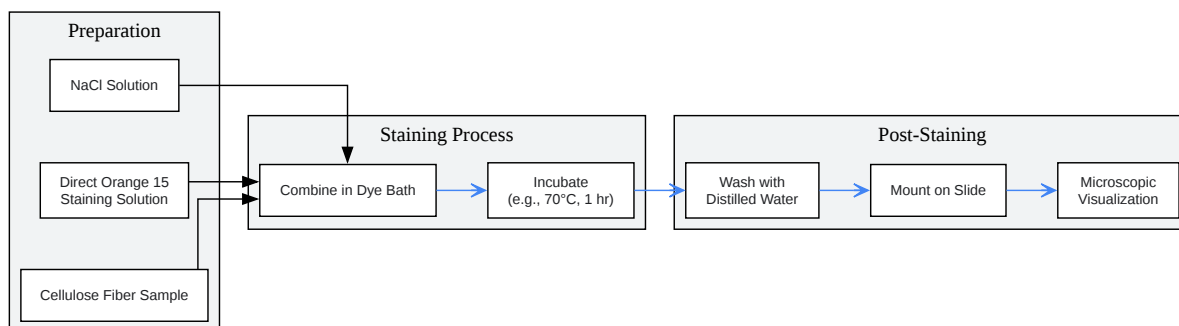 Preparation
NaCl Solution
Direct Orange 15
Staining Solution
Cellulose Fiber Sample
Staining Process
Combine in Dye Bath
Incubate
(e.g., 70°C, 1 hr)
Post-Staining
Wash with
Distilled Water
Mount on Slide
Microscopic
Visualization